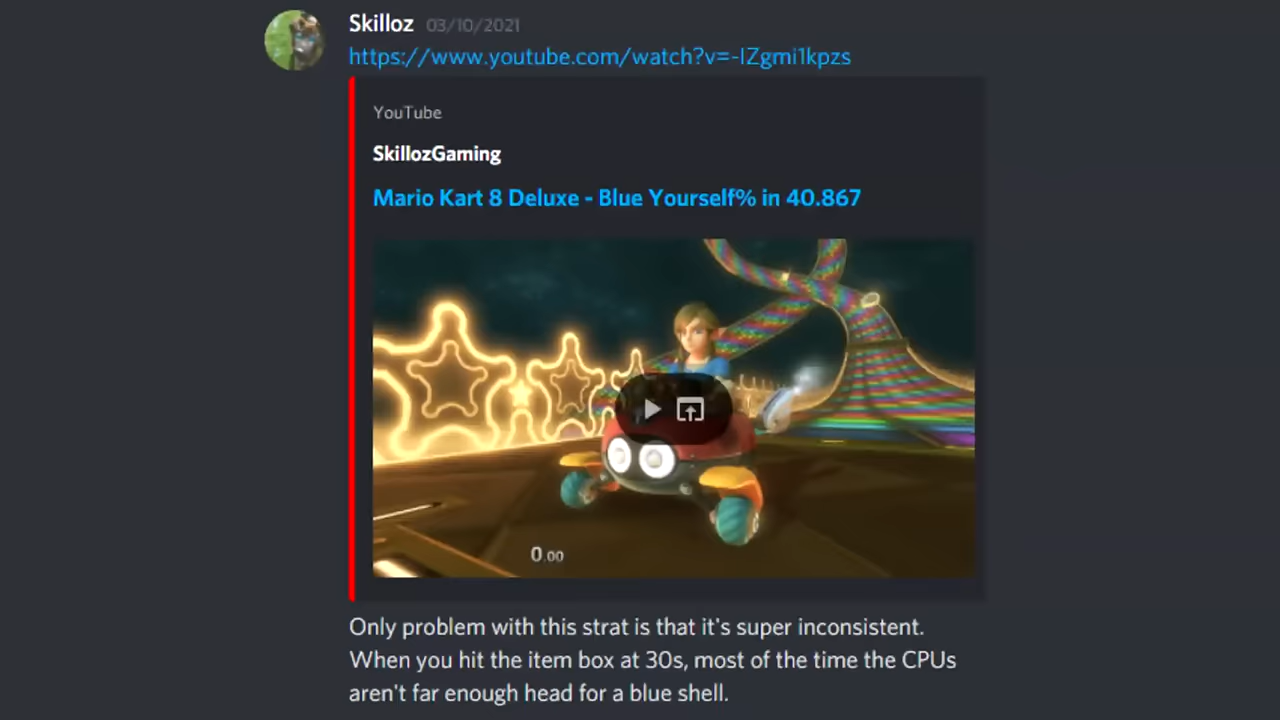 Skilloz 03/10/2021
https://www.youtube.com/watch?v=-IZgmi1kpzs
YouTube
SkillozGaming
Mario Kart 8 Deluxe - Blue Yourself% in 40.867
0.00
Only problem with this strat is that it's super inconsistent.
When you hit the item box at 30s, most of the time the CPUs
aren't far enough head for a blue shell.